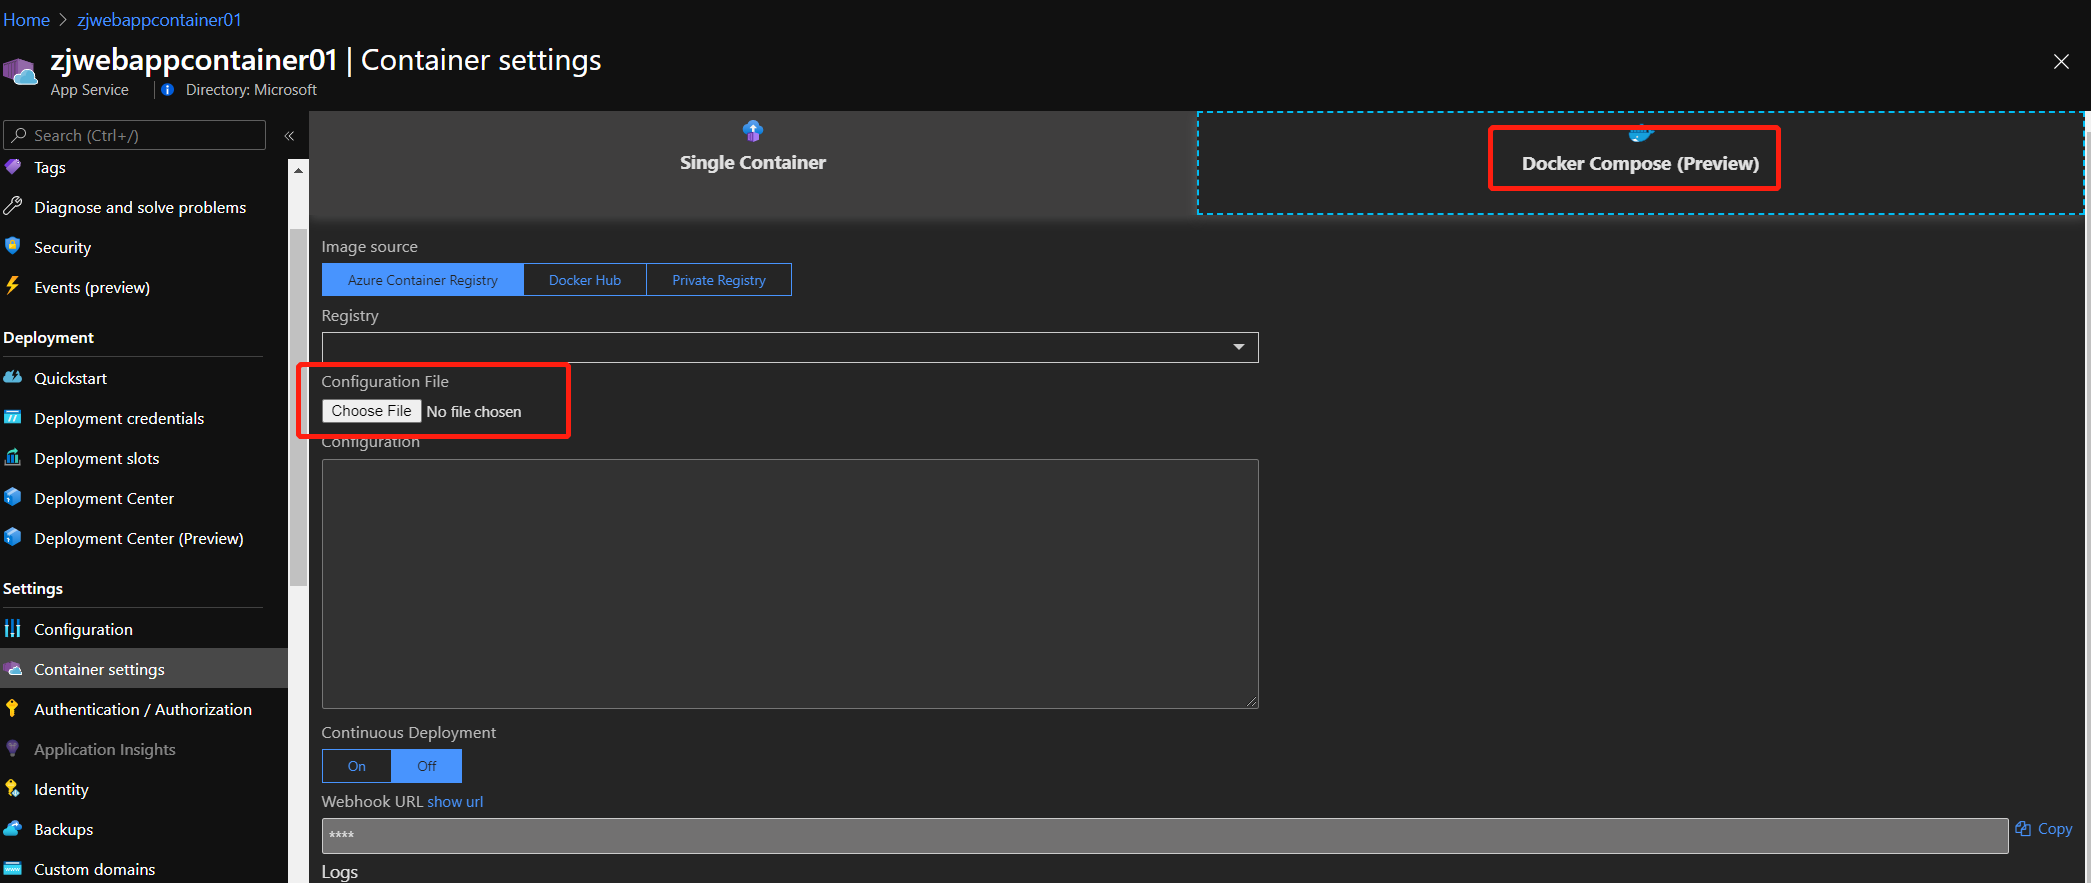 Home > zjwebappcontainer01
zjwebappcontainer01 | Container settings
App Service
Directory: Microsoft
Search (Ctrl+/)
«
Tags
Diagnose and solve problems
Security
Events (preview)
Deployment
Quickstart
Deployment credentials
Deployment slots
Deployment Center
Deployment Center (Preview)
Settings
Configuration
Container settings
Authentication / Authorization
Application Insights
Identity
Backups
Custom domains
Single Container
Docker Compose (Preview)
Image source
Azure Container Registry
Docker Hub
Private Registry
Registry
Configuration File
Choose File No file chosen
Configuration
Continuous Deployment
On
Off
Webhook URL show url
****
Copy
Logs